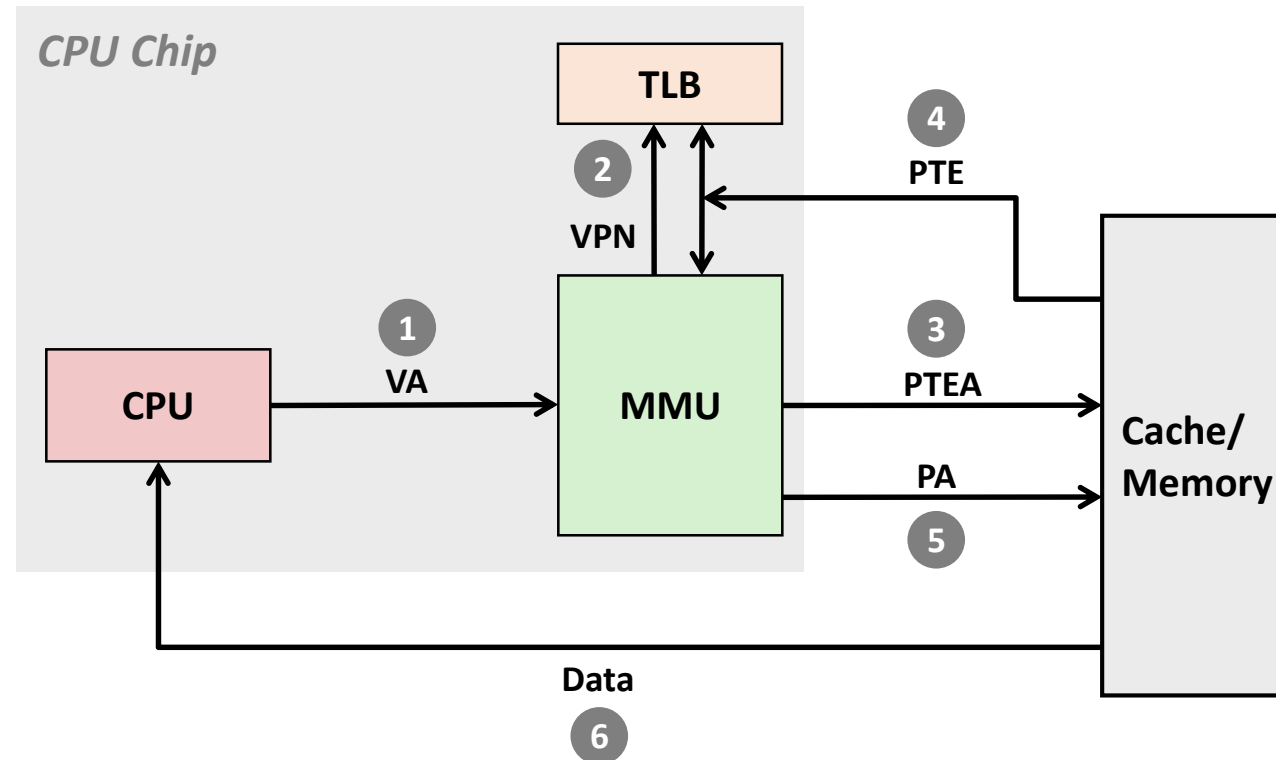 CPU Chip
TLB
4
PTE
2
VPN
1
VA
3
PTEA
CPU
MMU
Cache/
Memory
PA
5
Data
6